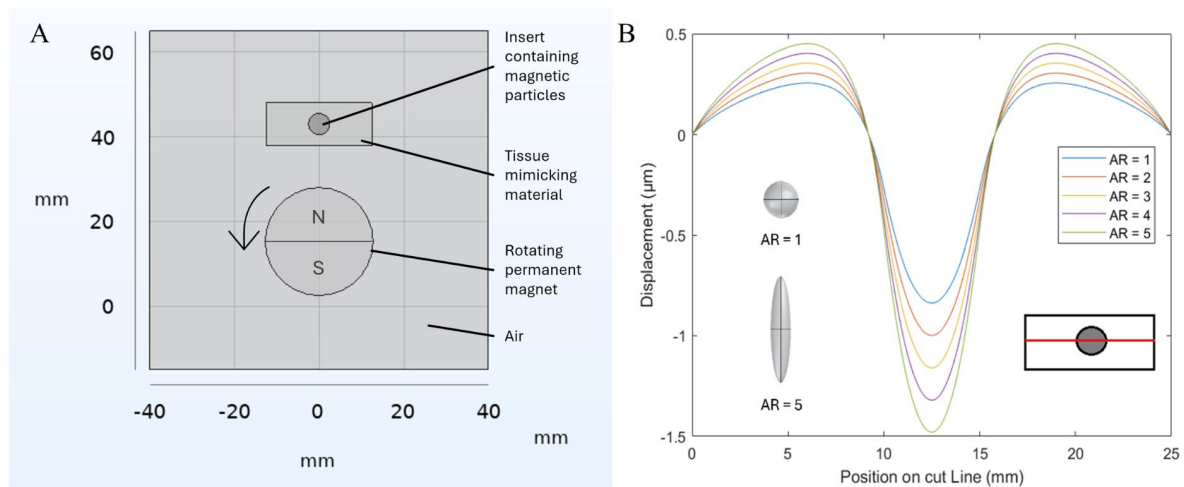 A
60
40
mm
20
0
-40
-20
0
20
40
mm
mm
N
S
Insert
containing
magnetic
particles
Tissue
mimicking
material
Rotating
permanent
magnet
Air
B
0.5
0
-0.5
-1
-1.5
Displacement (μm)
0
5
10
15
20
25
Position on cut Line (mm)
AR = 1
AR = 2
AR = 3
AR = 4
AR = 5
AR = 1
AR = 5